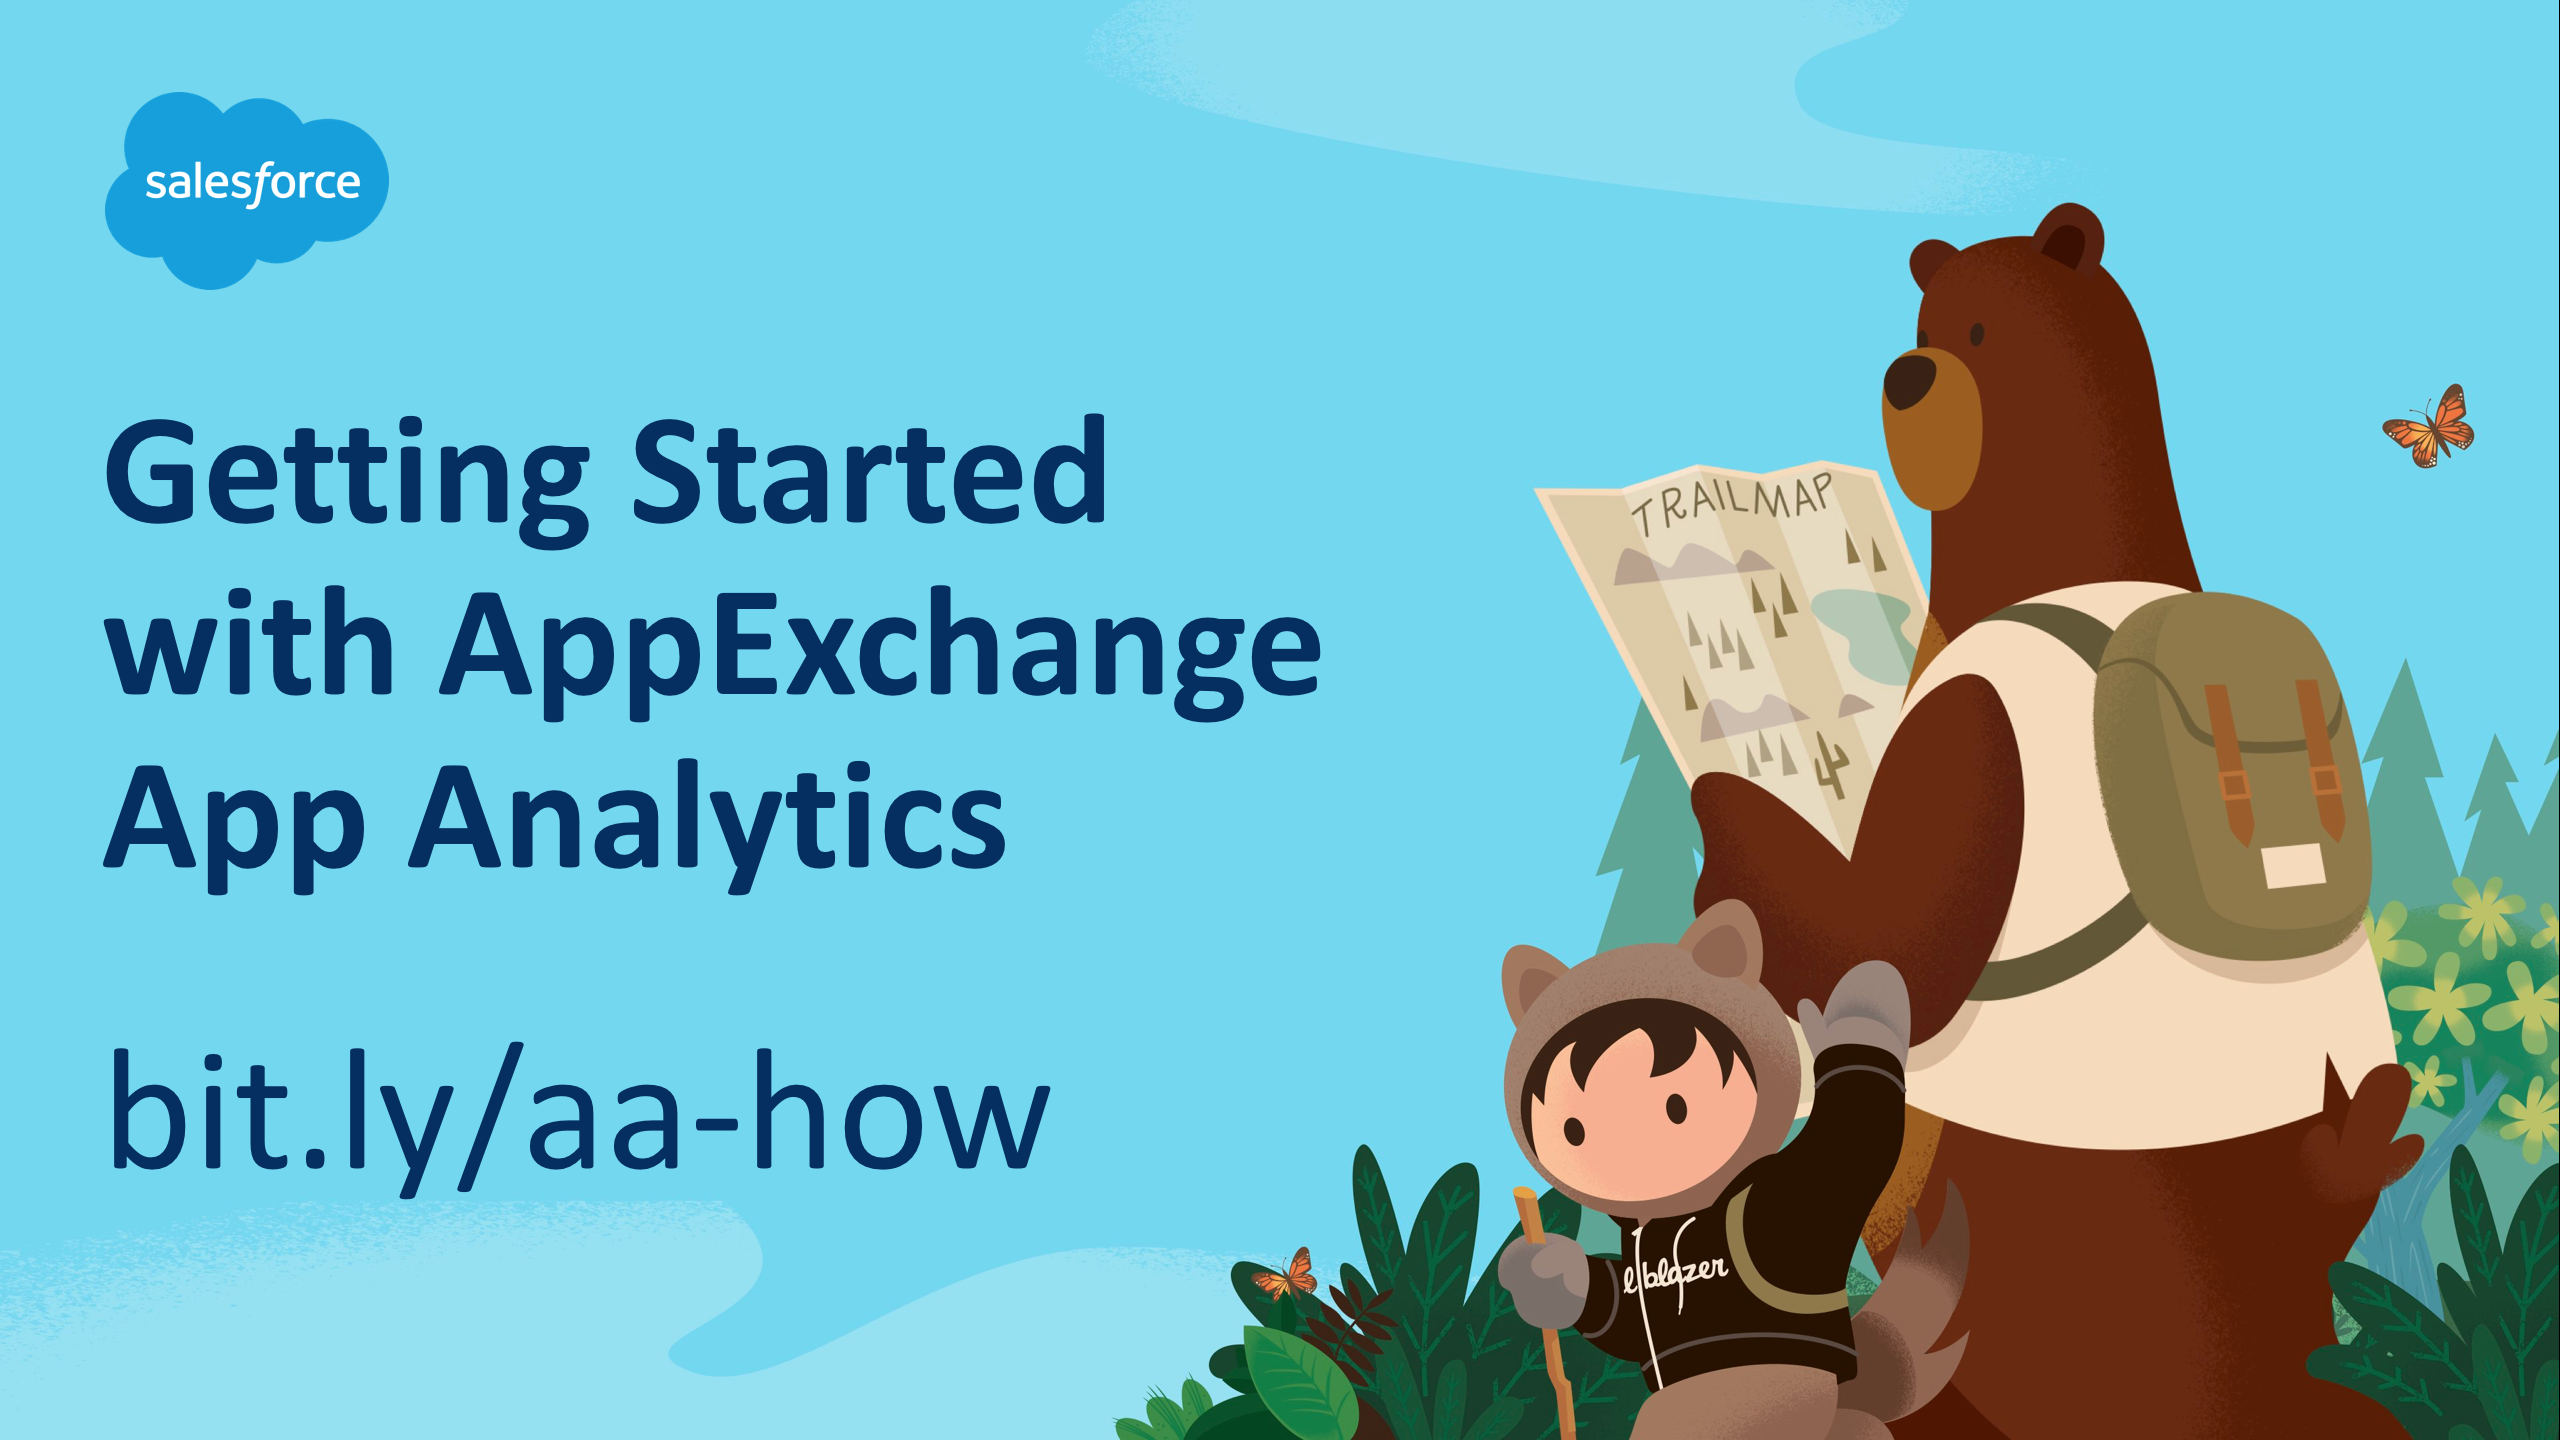 salesforce
Getting Started
with AppExchange
App Analytics
bit.ly/aa-how
TRAILMAP